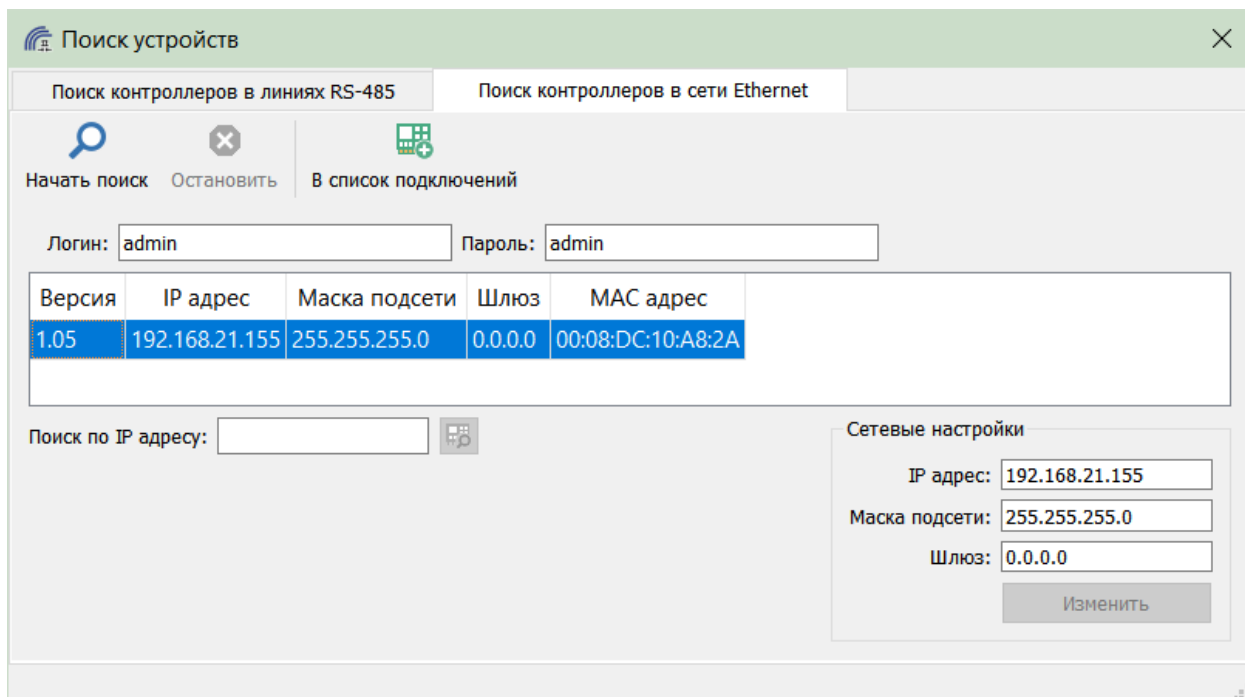 Поиск устройств
Поиск контроллеров в линиях RS-485 Поиск контроллеров в сети Ethernet
Начать поиск Остановить В список подключений
Логин: admin Пароль: admin
Версия IP адрес Маска подсети Шлюз MAC адрес
1.05 192.168.21.155 255.255.255.0 0.0.0.0 00:08:DC:10:A8:2A
Поиск по IP адресу:
Сетевые настройки
IP адрес: 192.168.21.155
Маска подсети: 255.255.255.0
Шлюз: 0.0.0.0
Изменить